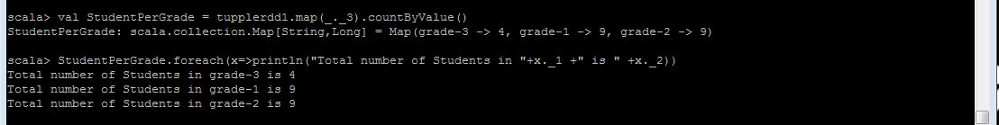 scala> val StudentPerGrade = tupplerdd1.map(_._3).countByValue()
StudentPerGrade: scala.collection.Map[String,Long] = Map(grade-3 -> 4, grade-1 -> 9, grade-2 -> 9)
scala> StudentPerGrade.foreach(x=>println("Total number of Students in "+x._1 +" is " +x._2))
Total number of Students in grade-3 is 4
Total number of Students in grade-1 is 9
Total number of Students in grade-2 is 9